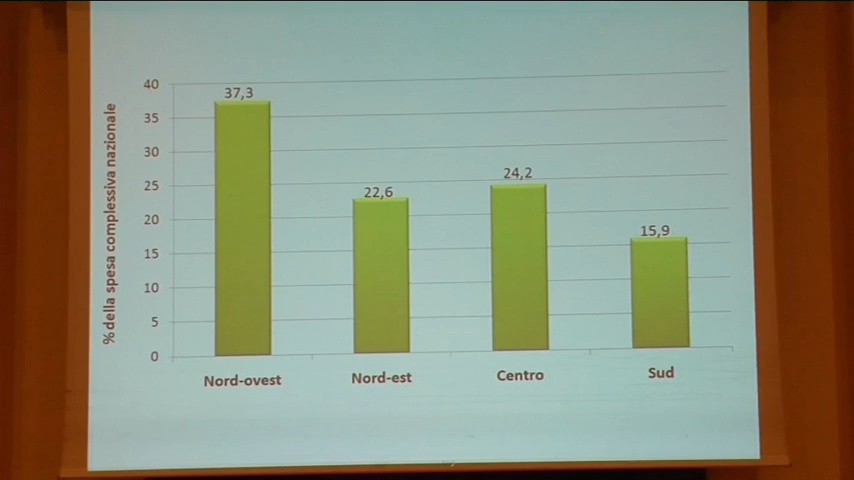 % della spesa complessiva nazionale
40
35
30
25
20
15
10
5
0
37,3
22,6
24,2
15,9
Nord-ovest
Nord-est
Centro
Sud